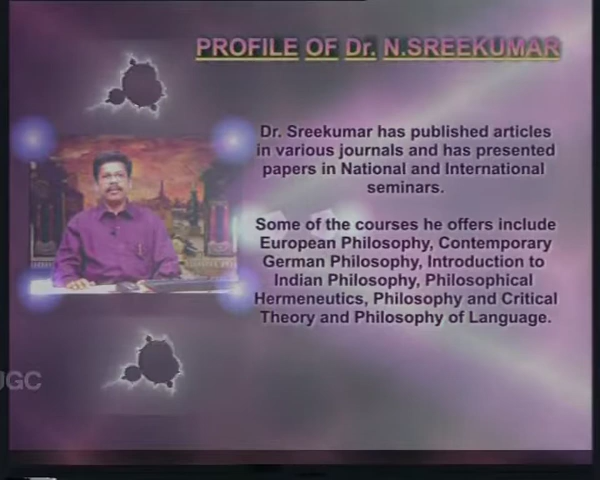 PROFILE OF Dr. N.SREEKUMAR
Dr. Sreekumar has published articles
in various journals and has presented
papers in National and International
seminars.
Some of the courses he offers include
European Philosophy, Contemporary
German Philosophy, Introduction to
Indian Philosophy, Philosophical
Hermeneutics, Philosophy and Critical
Theory and Philosophy of Language.
UGC